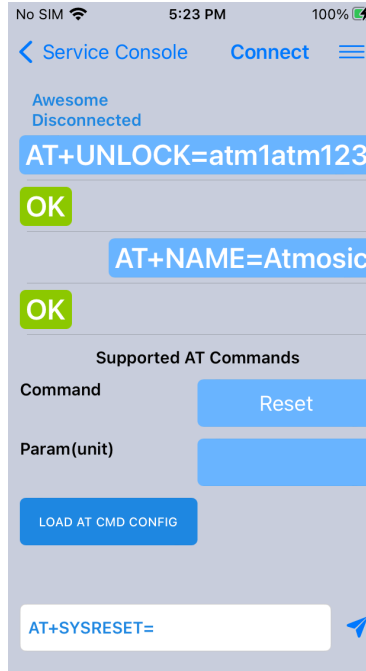 No SIM 5:23 PM 100%
Service Console Connect
Awesome
Disconnected
AT+UNLOCK=atm1atm123
OK
AT+NAME=Atmosic
OK
Supported AT Commands
Command
Reset
Param(unit)
LOAD AT CMD CONFIG
AT+SYSRESET=